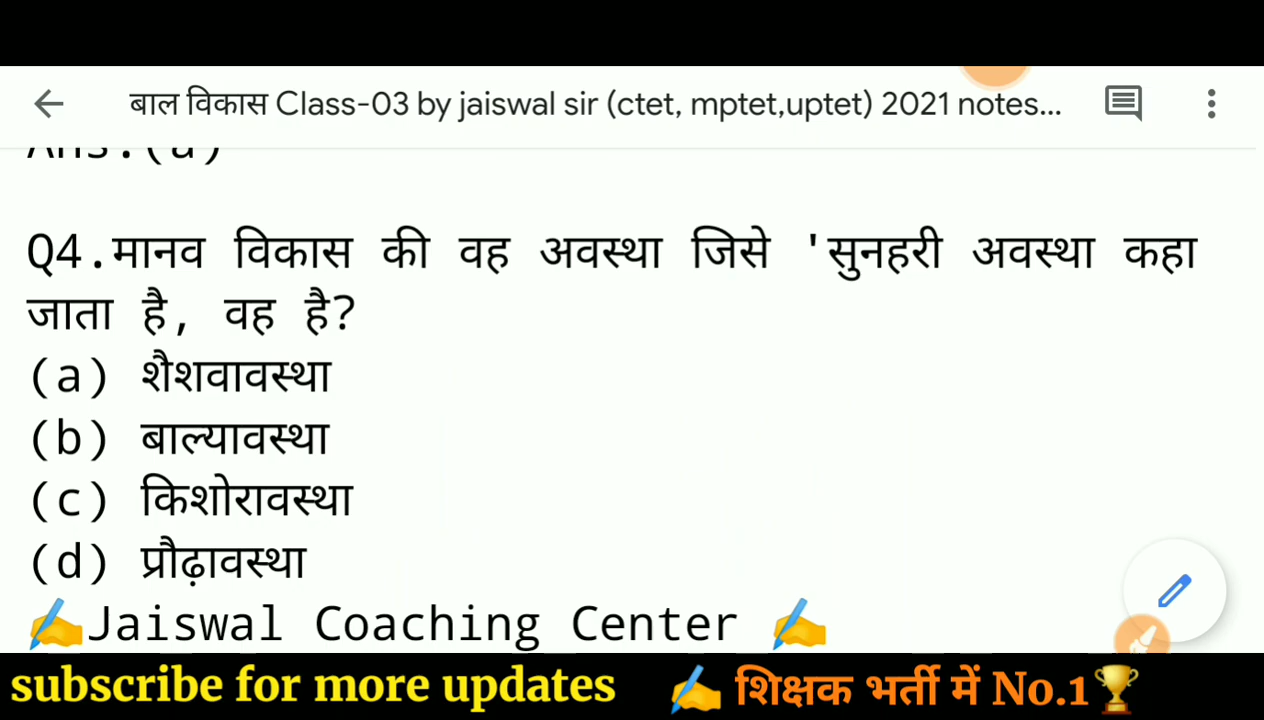 बाल विकास Class-03 by jaiswal sir (ctet, mptet,uptet) 2021 notes...
Q4.मानव विकास की वह अवस्था जिसे 'सुनहरी अवस्था कहा
जाता है, वह है?
(a) शैशवावस्था
(b) बाल्यावस्था
(c) किशोरावस्था
(d) प्रौढ़ावस्था
✍️Jaiswal Coaching Center ✍️
subscribe for more updates ✍️ शिक्षक भर्ती में No.1🏆